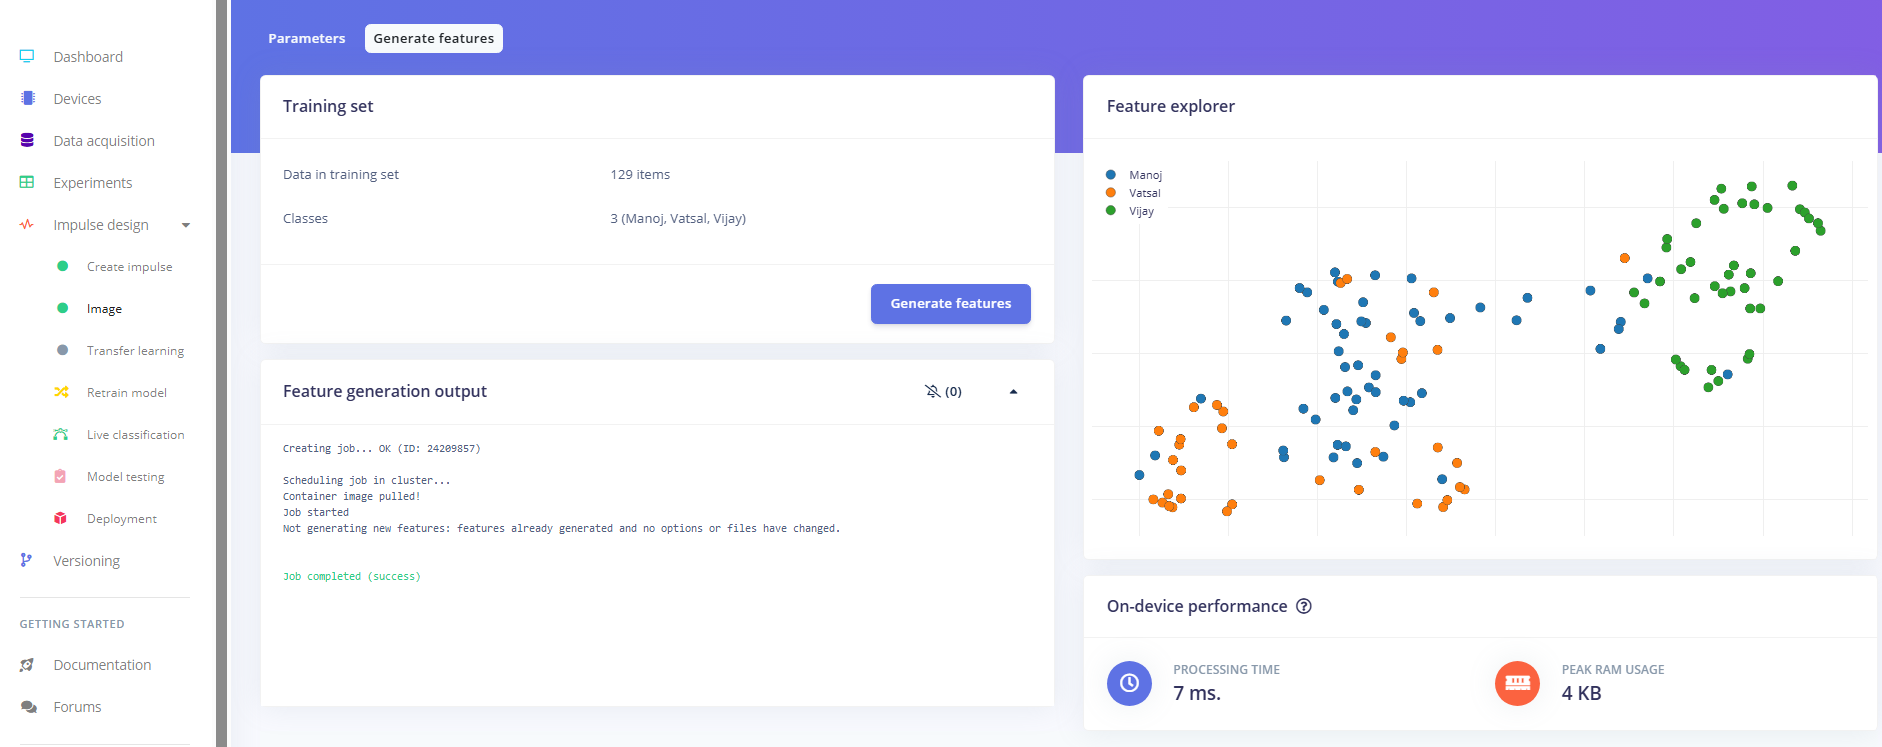 Dashboard
Devices
Data acquisition
Experiments
Impulse design
Create impulse
Image
Transfer learning
Retrain model
Live classification
Model testing
Deployment
Versioning
GETTING STARTED
Documentation
Forums
Parameters
Generate features
Training set
Data in training set 129 items
Classes 3 (Manoj, Vatsal, Vijay)
Generate features
Feature generation output (0)
Creating job... OK (ID: 24209857)
Scheduling job in cluster...
Container image pulled!
Job started
Not generating new features: features already generated and no options or files have changed.
Job completed (success)
Feature explorer
Manoj
Vatsal
Vijay
On-device performance ?
PROCESSING TIME
7 ms.
PEAK RAM USAGE
4 KB